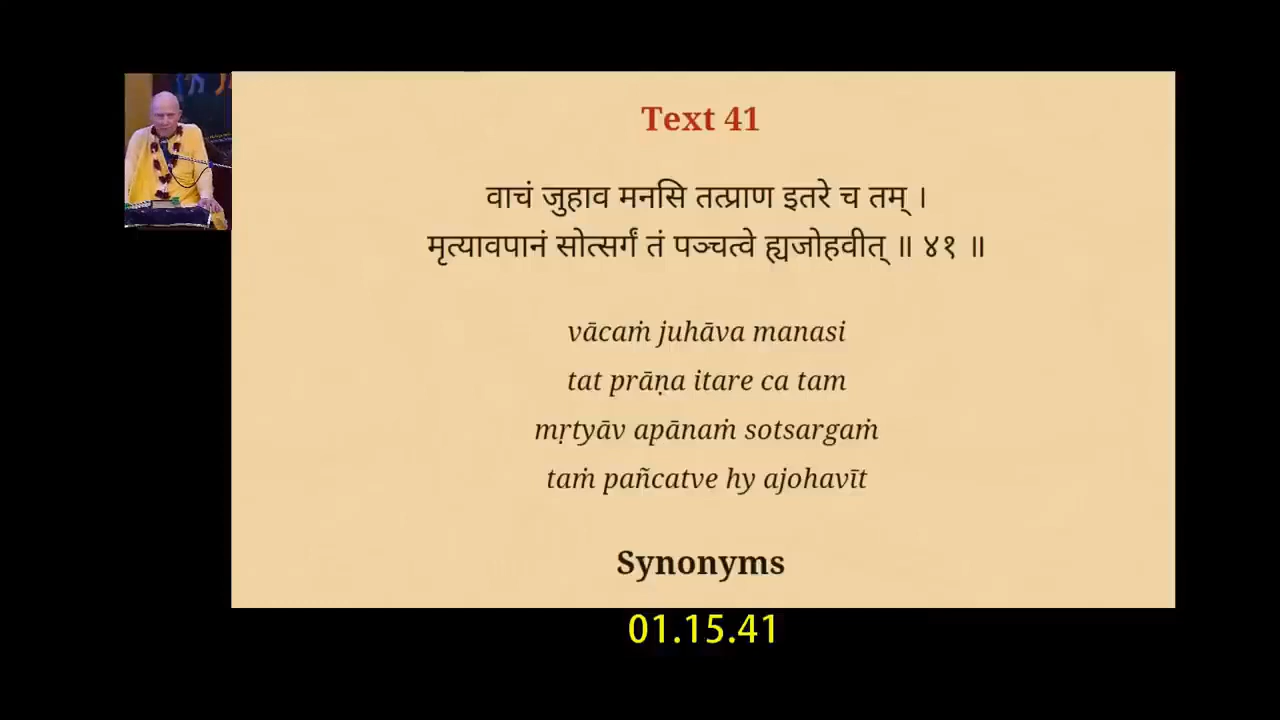 Text 41
वाचं जुहाव मनसि तत्प्राण इतरे च तम् ।
मृत्यावपानं सोत्सर्गं तं पञ्चत्वे ह्यजोहवीत् ॥ ४१ ॥
vācaṁ juhāva manasi
tat prāṇa itare ca tam
mṛtyāv apānaṁ sotsargaṁ
taṁ pañcatve hy ajohavīt
Synonyms
01.15.41